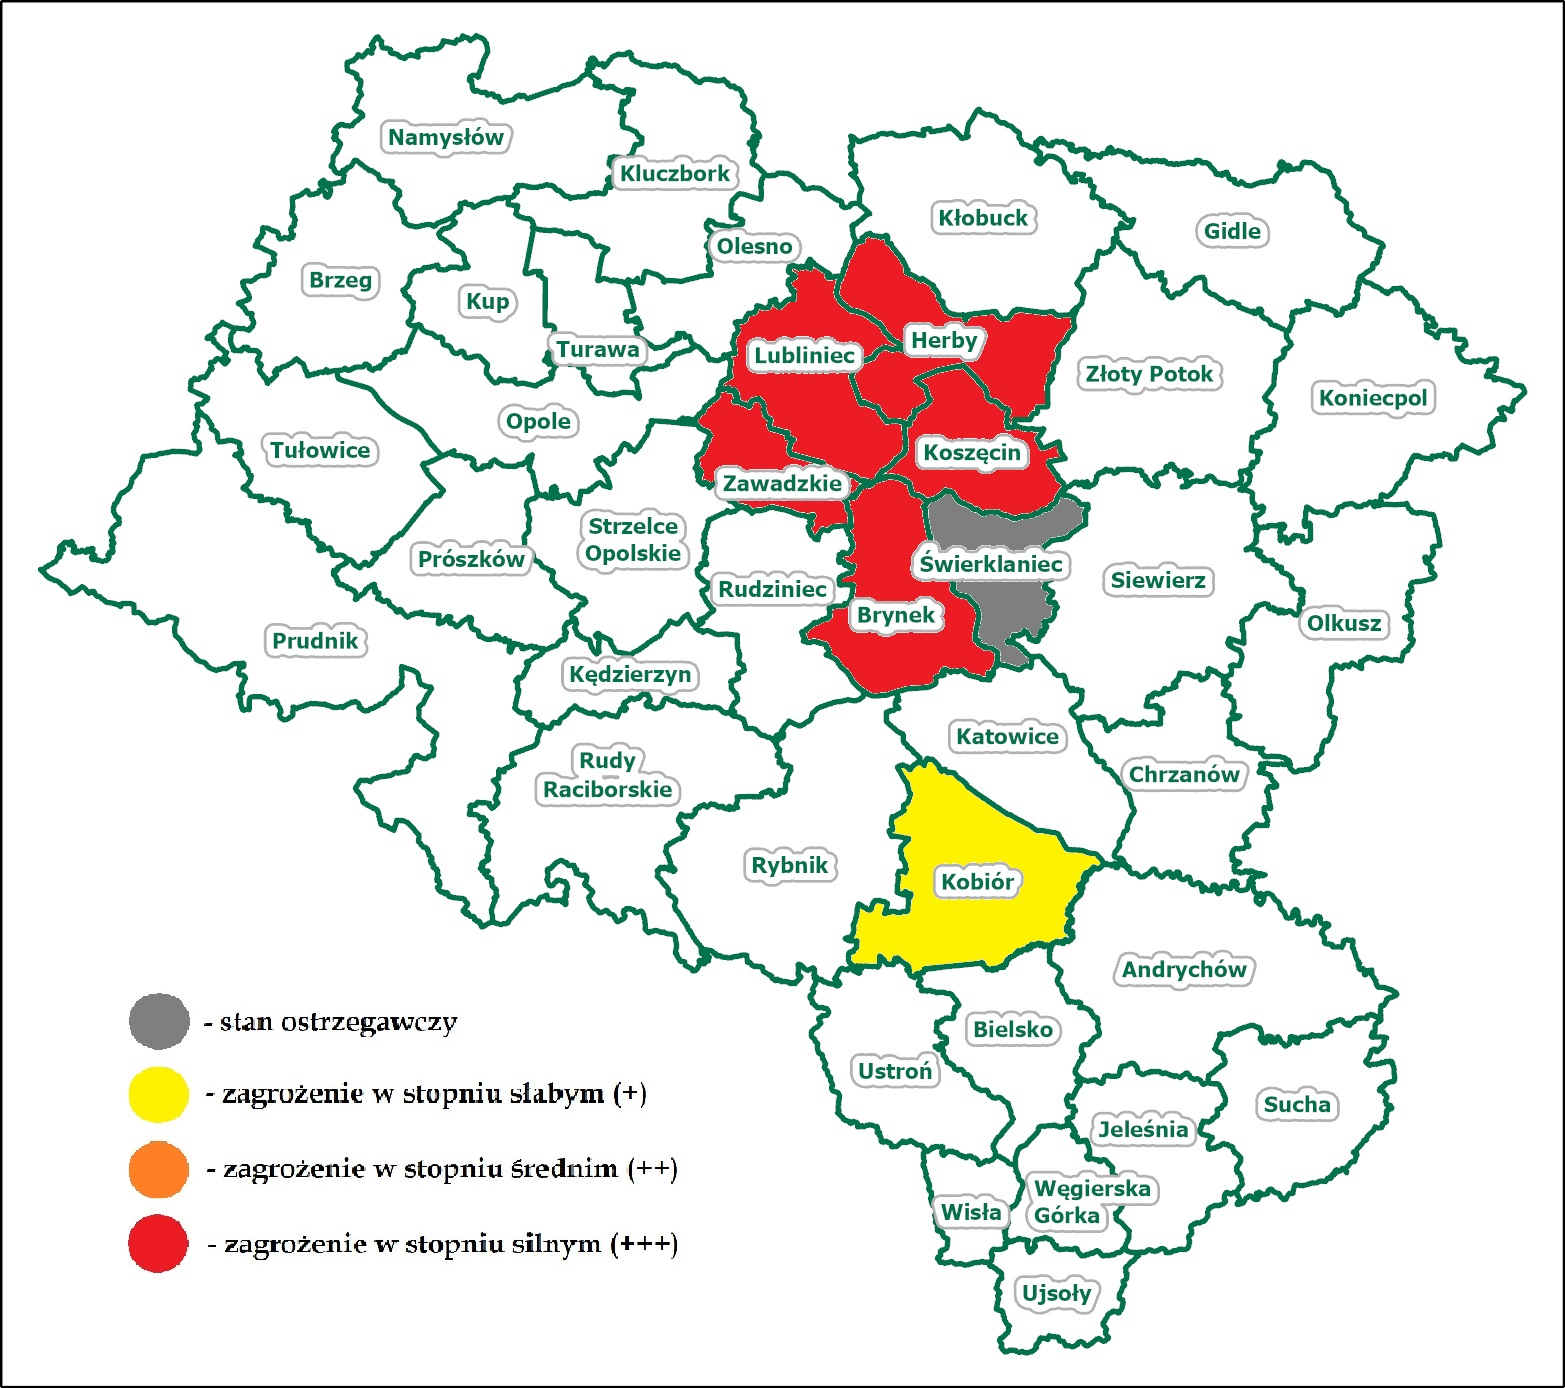 Namysłów
Kluczbork
Kłobuck
Gidle
Olesno
Brzeg
Kup
Turawa
Herby
Lubliniec
Złoty Potok
Koniecpol
Opole
Tułowice
Koszęcin
Zawadzkie
Strzelce
Opolskie
Prószków
Świerklaniec
Siewierz
Rudziniec
Brynek
Olkusz
Prudnik
Kędzierzyn
Katowice
Rudy
Raciborskie
Chrzanów
Rybnik
Kobiór
Andrychów
Bielsko
Ustroń
Sucha
Jeleśnia
Węgierska
Górka
Wisła
Ujsoły
- stan ostrzegawczy
- zagrożenie w stopniu słabym (+)
- zagrożenie w stopniu średnim (++)
- zagrożenie w stopniu silnym (+++)